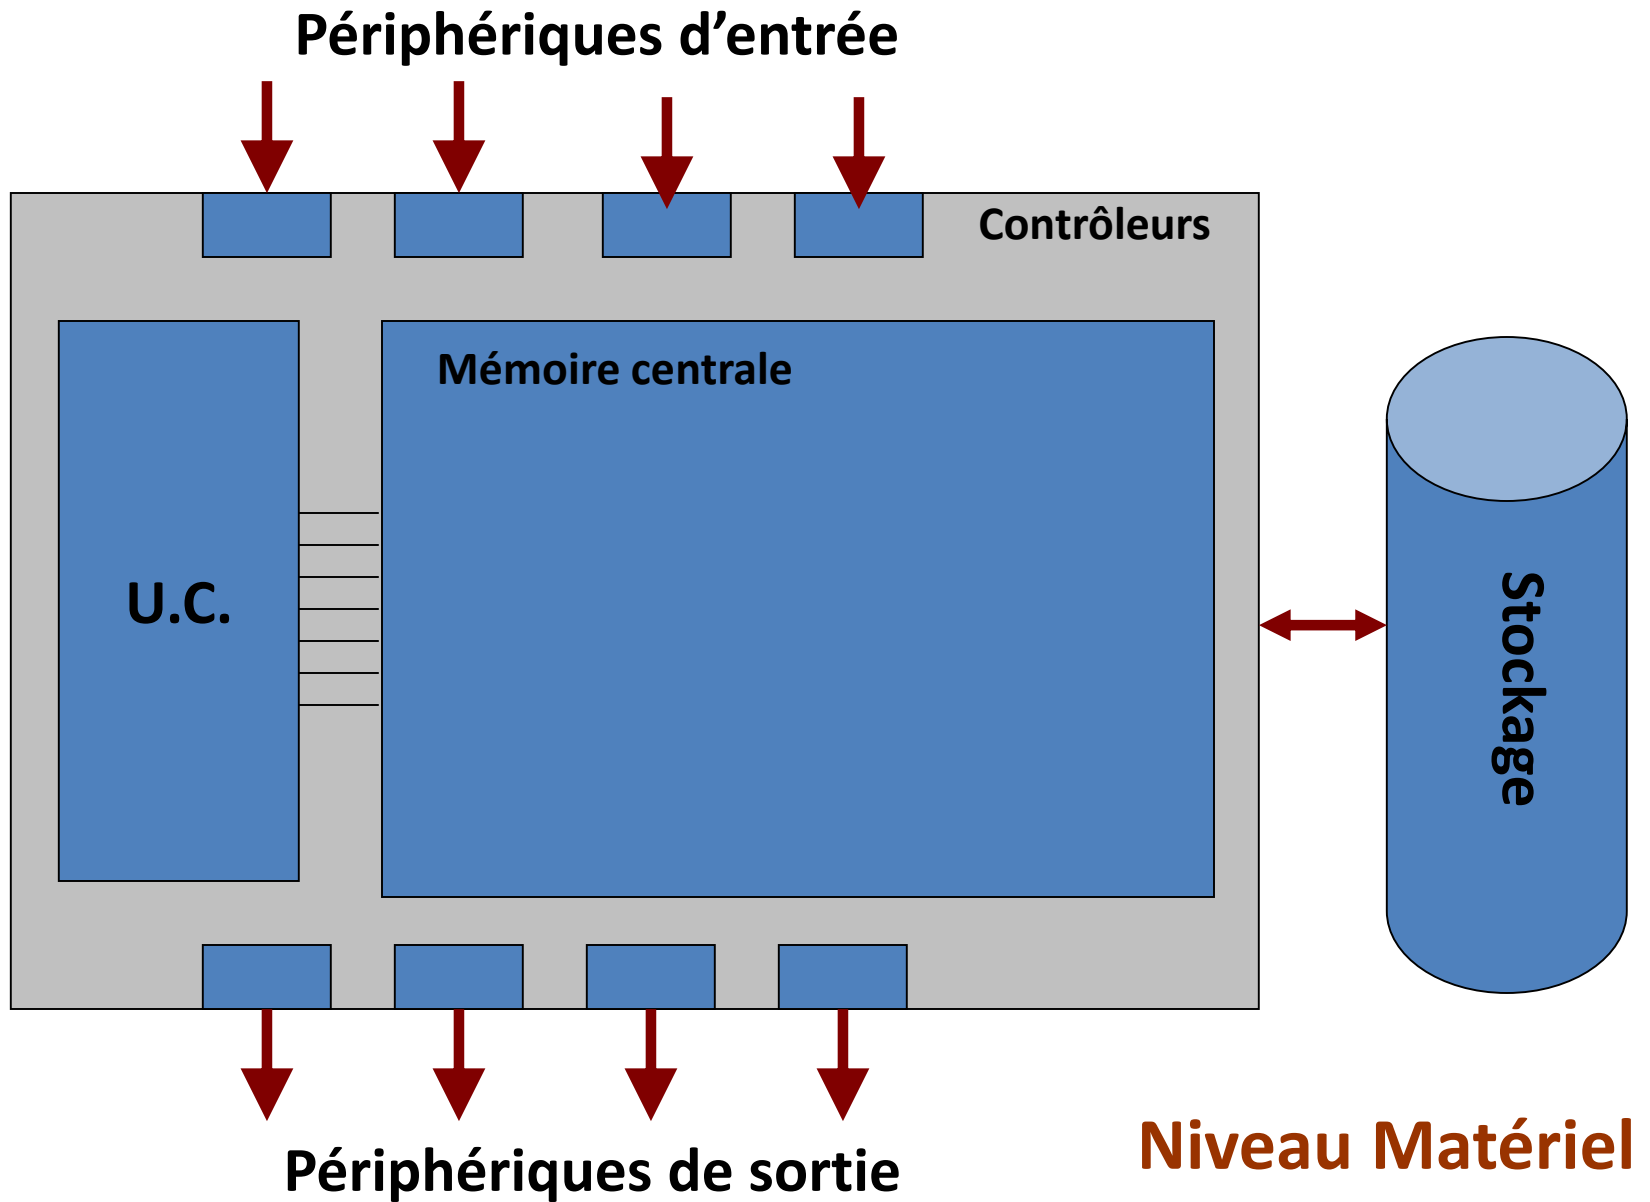 Périphériques d’entrée
Contrôleurs
Mémoire centrale
U.C.
Stockage
Périphériques de sortie
Niveau Matériel